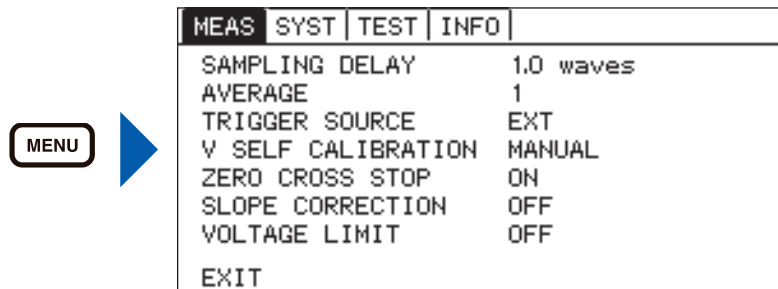 MENU
MEAS SYST TEST INFO
SAMPLING DELAY 1.0 waves
AVERAGE 1
TRIGGER SOURCE EXT
V SELF CALIBRATION MANUAL
ZERO CROSS STOP ON
SLOPE CORRECTION OFF
VOLTAGE LIMIT OFF
EXIT